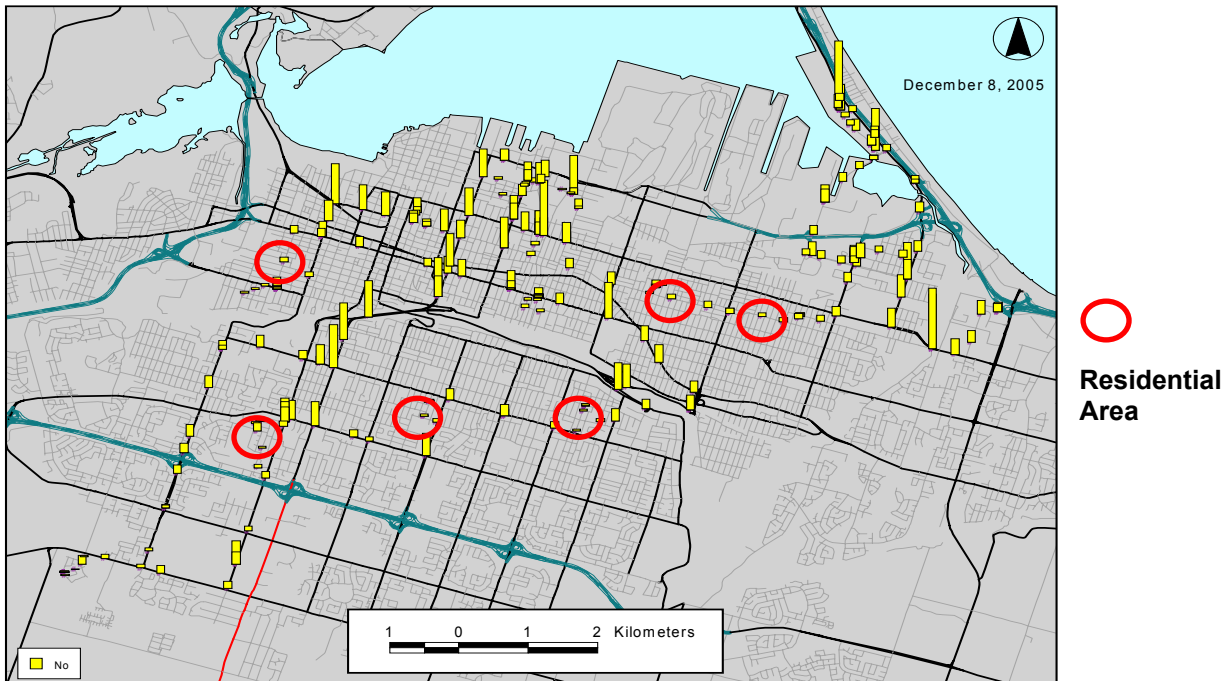 December 8, 2005
Residential
Area
1 0 1 2 Kilometers
No